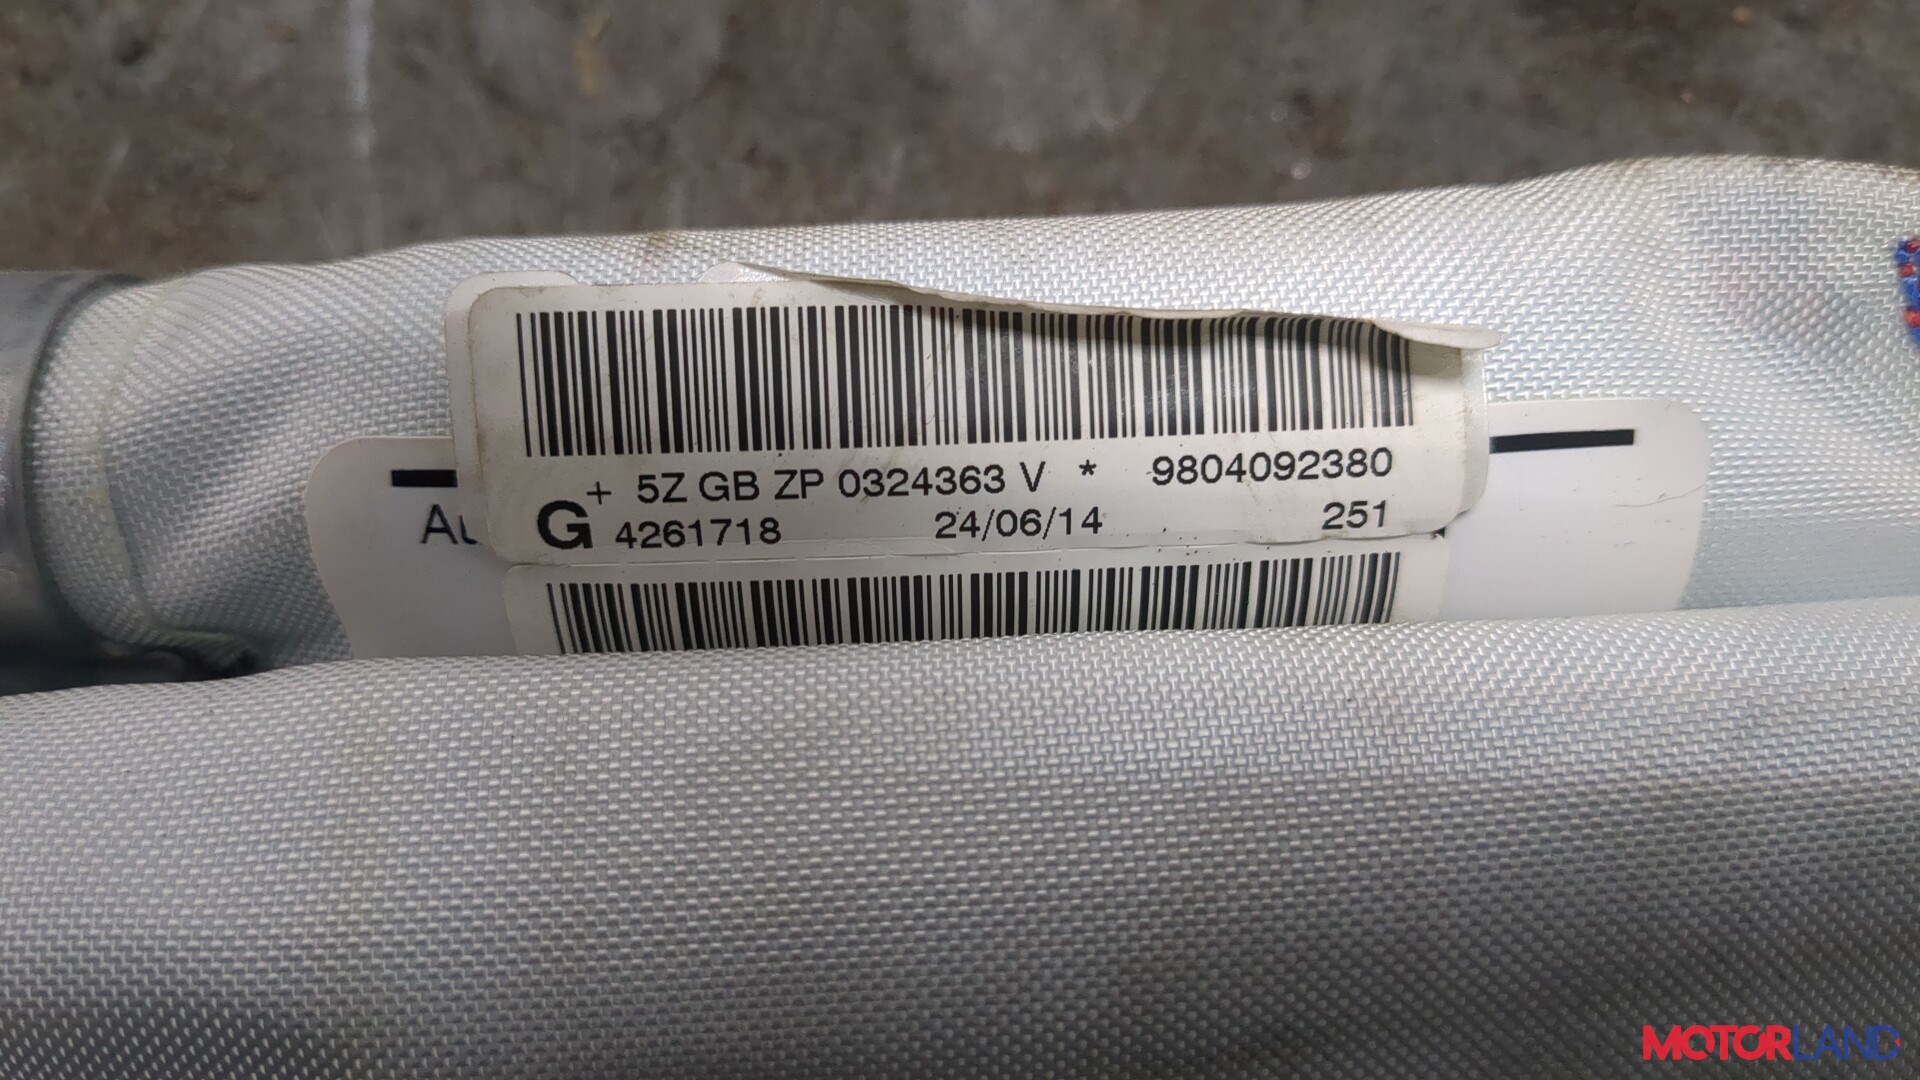 + 5Z GB ZP 0324363 V * 9804092380
G 4261718 24/06/14 251
MOTORLAND